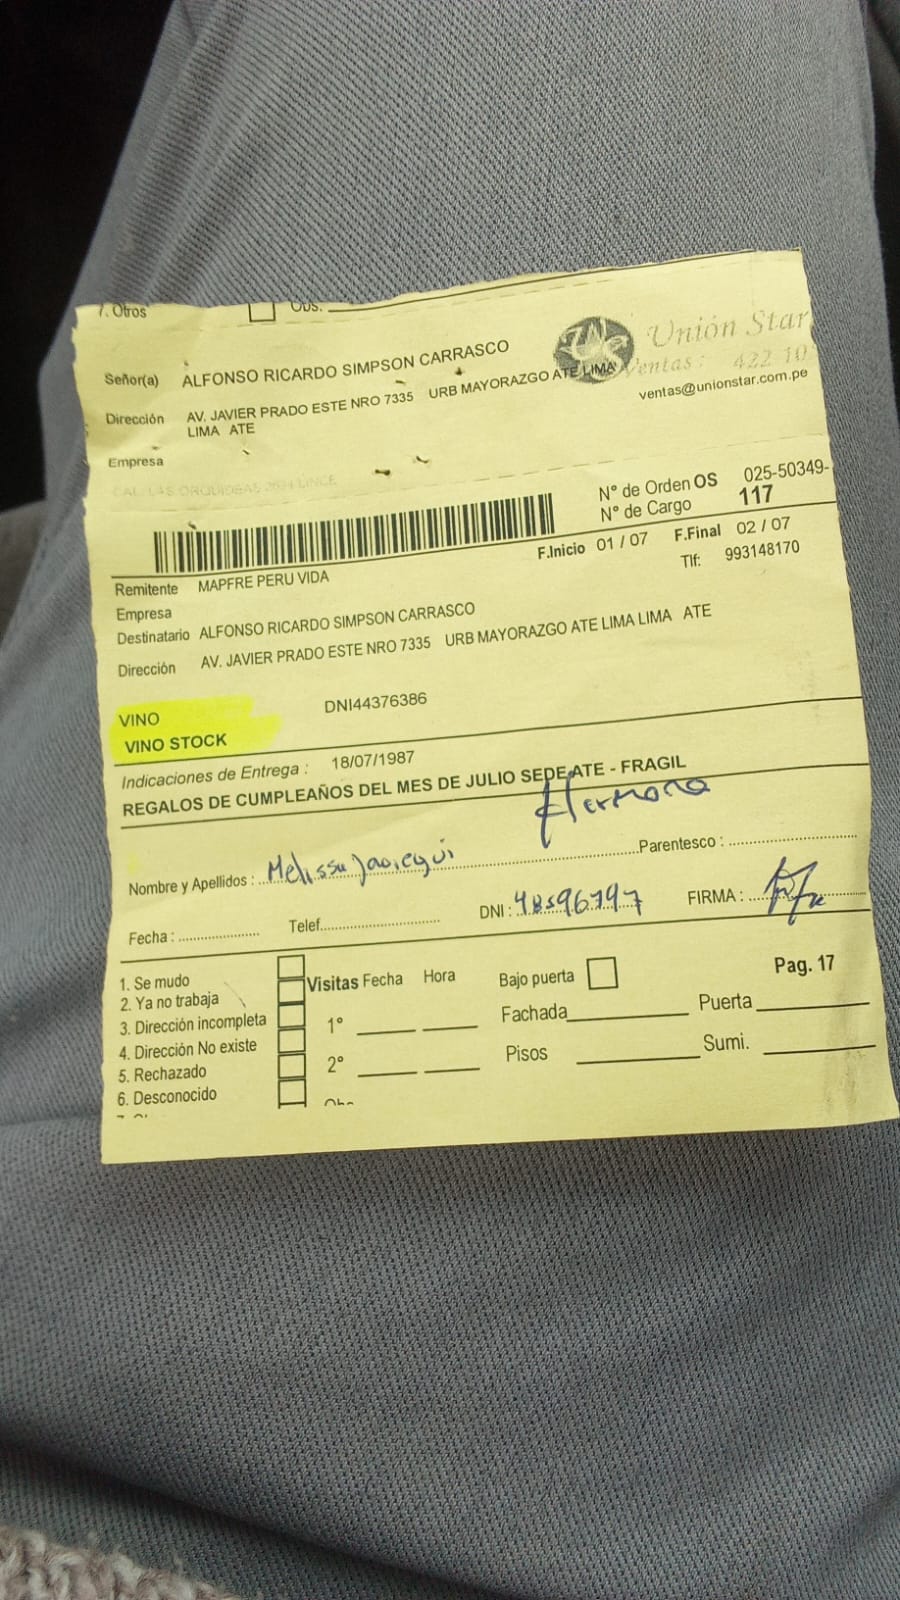 7. Otros Obs.
Unión Star
Señor(a) ALFONSO RICARDO SIMPSON CARRASCO
Ventas: 422 10
Dirección AV. JAVIER PRADO ESTE NRO 7335 URB MAYORAZGO ATE LIMA
LIMA ATE
ventas@unionstar.com.pe
Empresa
CAL. LAS ORQUIDEAS LINCE
N° de Orden OS 025-50349-
N° de Cargo 117
F.Inicio 01 / 07 F.Final 02 / 07
Remitente MAPFRE PERU VIDA Tlf: 993148170
Empresa
Destinatario ALFONSO RICARDO SIMPSON CARRASCO
Dirección AV. JAVIER PRADO ESTE NRO 7335 URB MAYORAZGO ATE LIMA LIMA ATE
VINO DNI44376386
VINO STOCK
Indicaciones de Entrega : 18/07/1987
REGALOS DE CUMPLEAÑOS DEL MES DE JULIO SEDE ATE - FRAGIL
Hermana
Nombre y Apellidos : Melissa Jauregui Parentesco :
Fecha : Telef. DNI : 48596797 FIRMA :
1. Se mudo
2. Ya no trabaja
3. Dirección incompleta
4. Dirección No existe
5. Rechazado
6. Desconocido
Visitas Fecha Hora Bajo puerta Pag. 17
1° Fachada Puerta
2° Pisos Sumi.